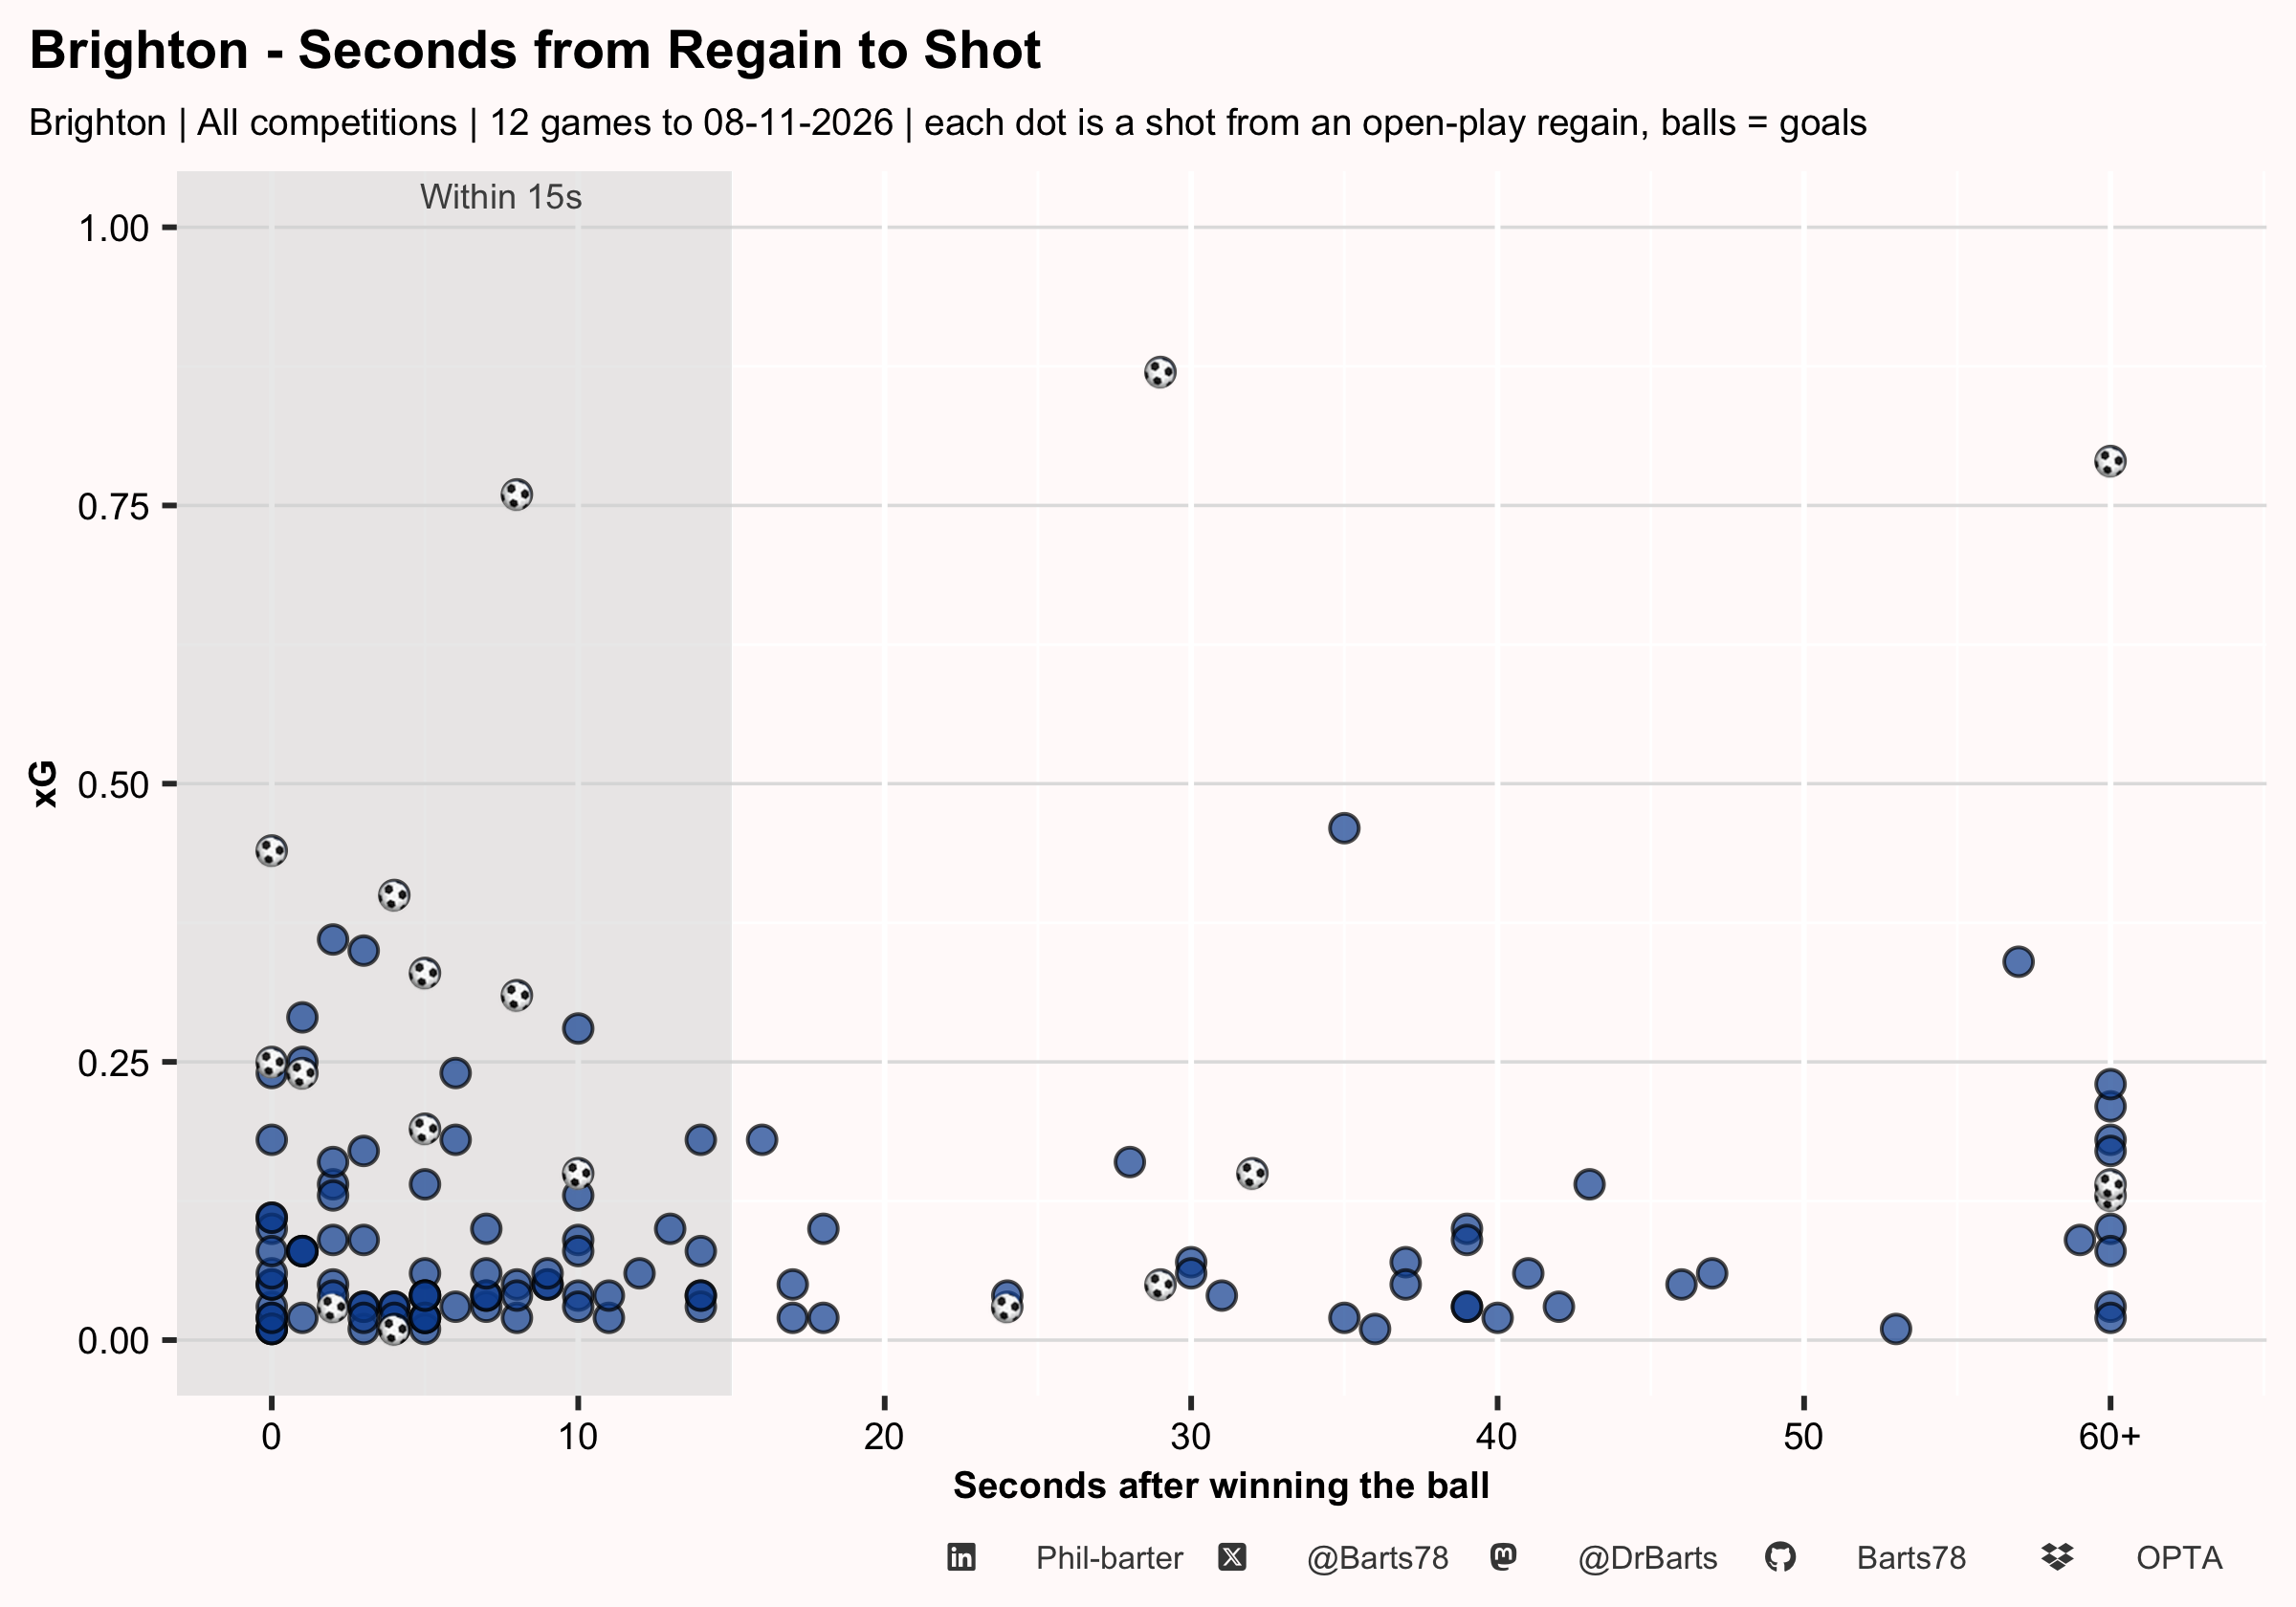 Brighton - Seconds from Regain to Shot
Brighton | All competitions | 12 games to 08-11-2026 | each dot is a shot from an open-play regain, balls = goals
Within 15s
1.00
0.75
0.50
0.25
0.00
xG
0 10 20 30 40 50 60+
Seconds after winning the ball
Phil-barter @Barts78 @DrBarts Barts78 OPTA